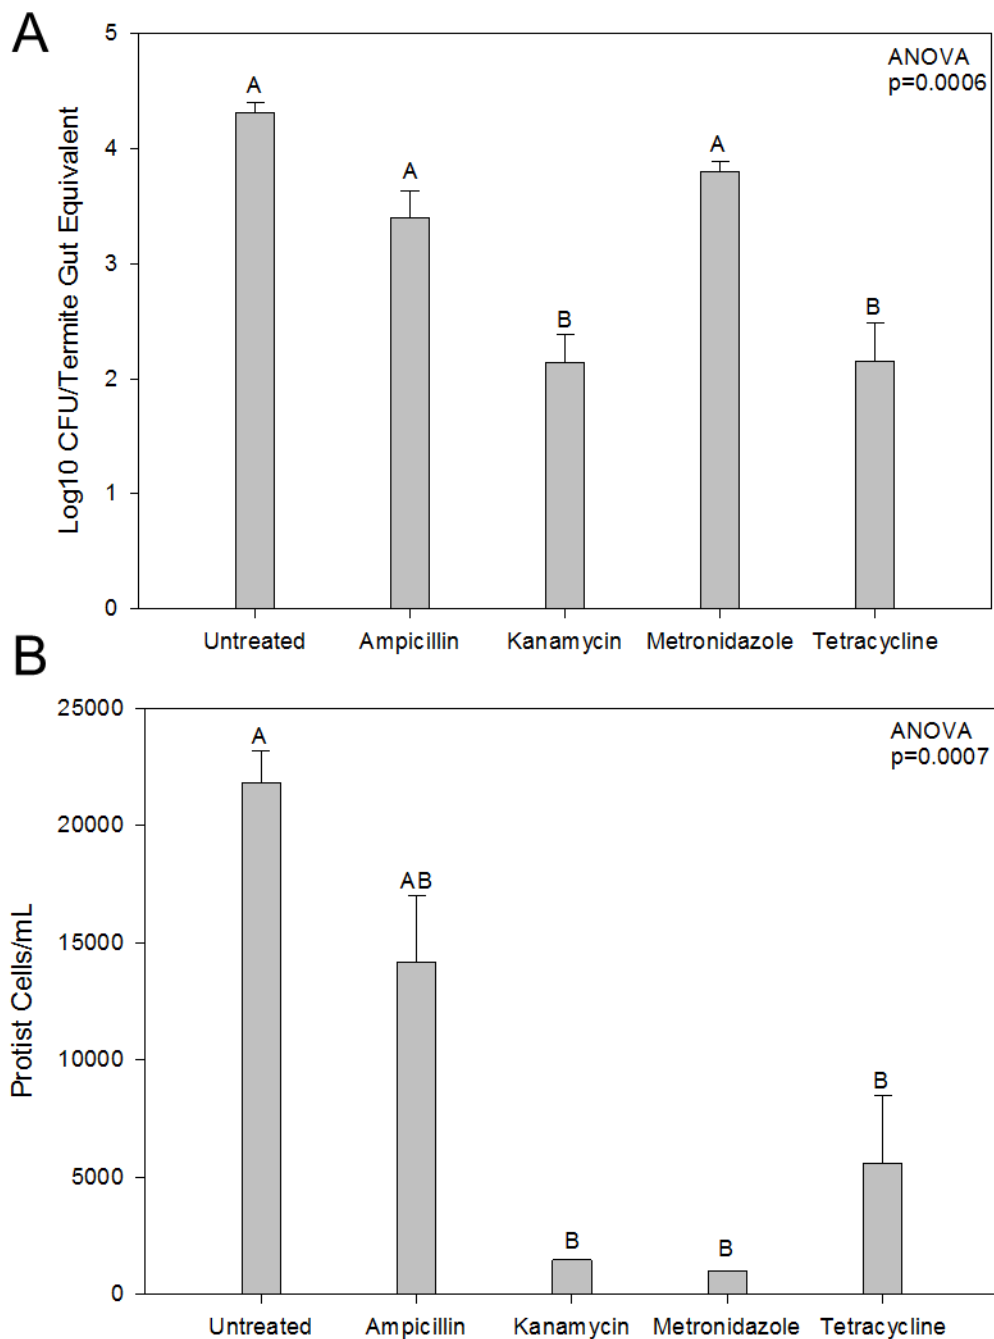 A
5
4
3
2
1
0
Log10 CFU/Termite Gut Equivalent
ANOVA
p=0.0006
A
A
B
A
B
Untreated
Ampicillin
Kanamycin
Metronidazole
Tetracycline
B
25000
20000
15000
10000
5000
0
Protist Cells/mL
ANOVA
p=0.0007
A
AB
B
B
B
Untreated
Ampicillin
Kanamycin
Metronidazole
Tetracycline